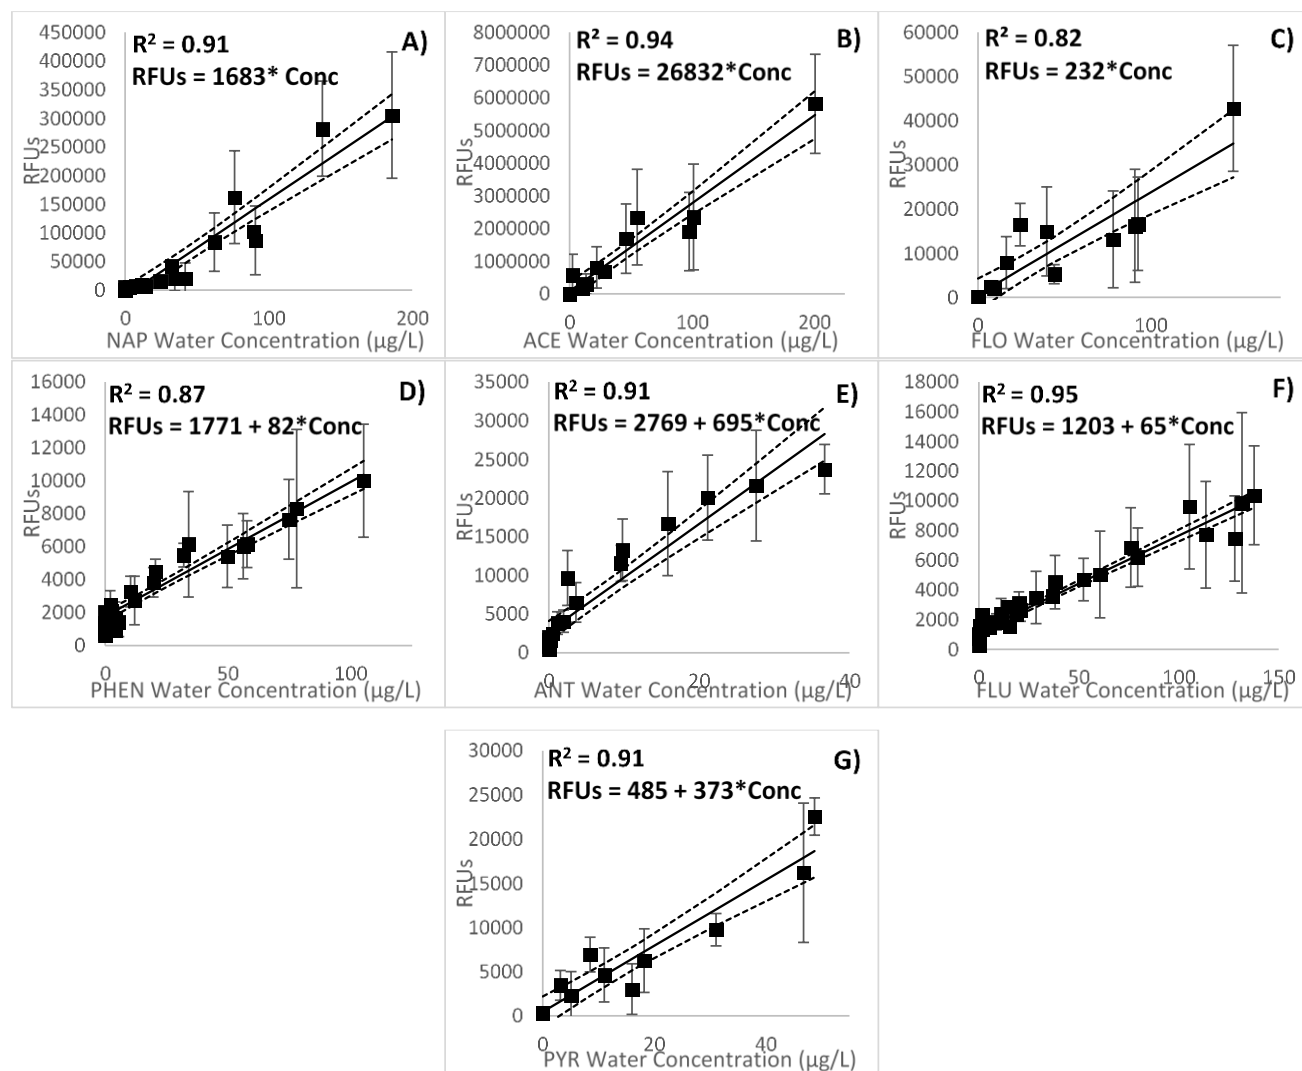 A)
R² = 0.91
RFUs = 1683* Conc
450000
400000
350000
300000
250000
200000
150000
100000
50000
0
RFUs
0 100 200
NAP Water Concentration (µg/L)
B)
R² = 0.94
RFUs = 26832*Conc
8000000
7000000
6000000
5000000
4000000
3000000
2000000
1000000
0
RFUs
0 100 200
ACE Water Concentration (µg/L)
C)
R² = 0.82
RFUs = 232*Conc
60000
50000
40000
30000
20000
10000
0
RFUs
0 100
FLO Water Concentration (µg/L)
D)
R² = 0.87
RFUs = 1771 + 82*Conc
16000
14000
12000
10000
8000
6000
4000
2000
0
RFUs
0 50 100
PHEN Water Concentration (µg/L)
E)
R² = 0.91
RFUs = 2769 + 695*Conc
35000
30000
25000
20000
15000
10000
5000
0
RFUs
0 20 40
ANT Water Concentration (µg/L)
F)
R² = 0.95
RFUs = 1203 + 65*Conc
18000
16000
14000
12000
10000
8000
6000
4000
2000
0
RFUs
0 50 100 150
FLU Water Concentration (µg/L)
G)
R² = 0.91
RFUs = 485 + 373*Conc
30000
25000
20000
15000
10000
5000
0
RFUs
0 20 40
PYR Water Concentration (µg/L)